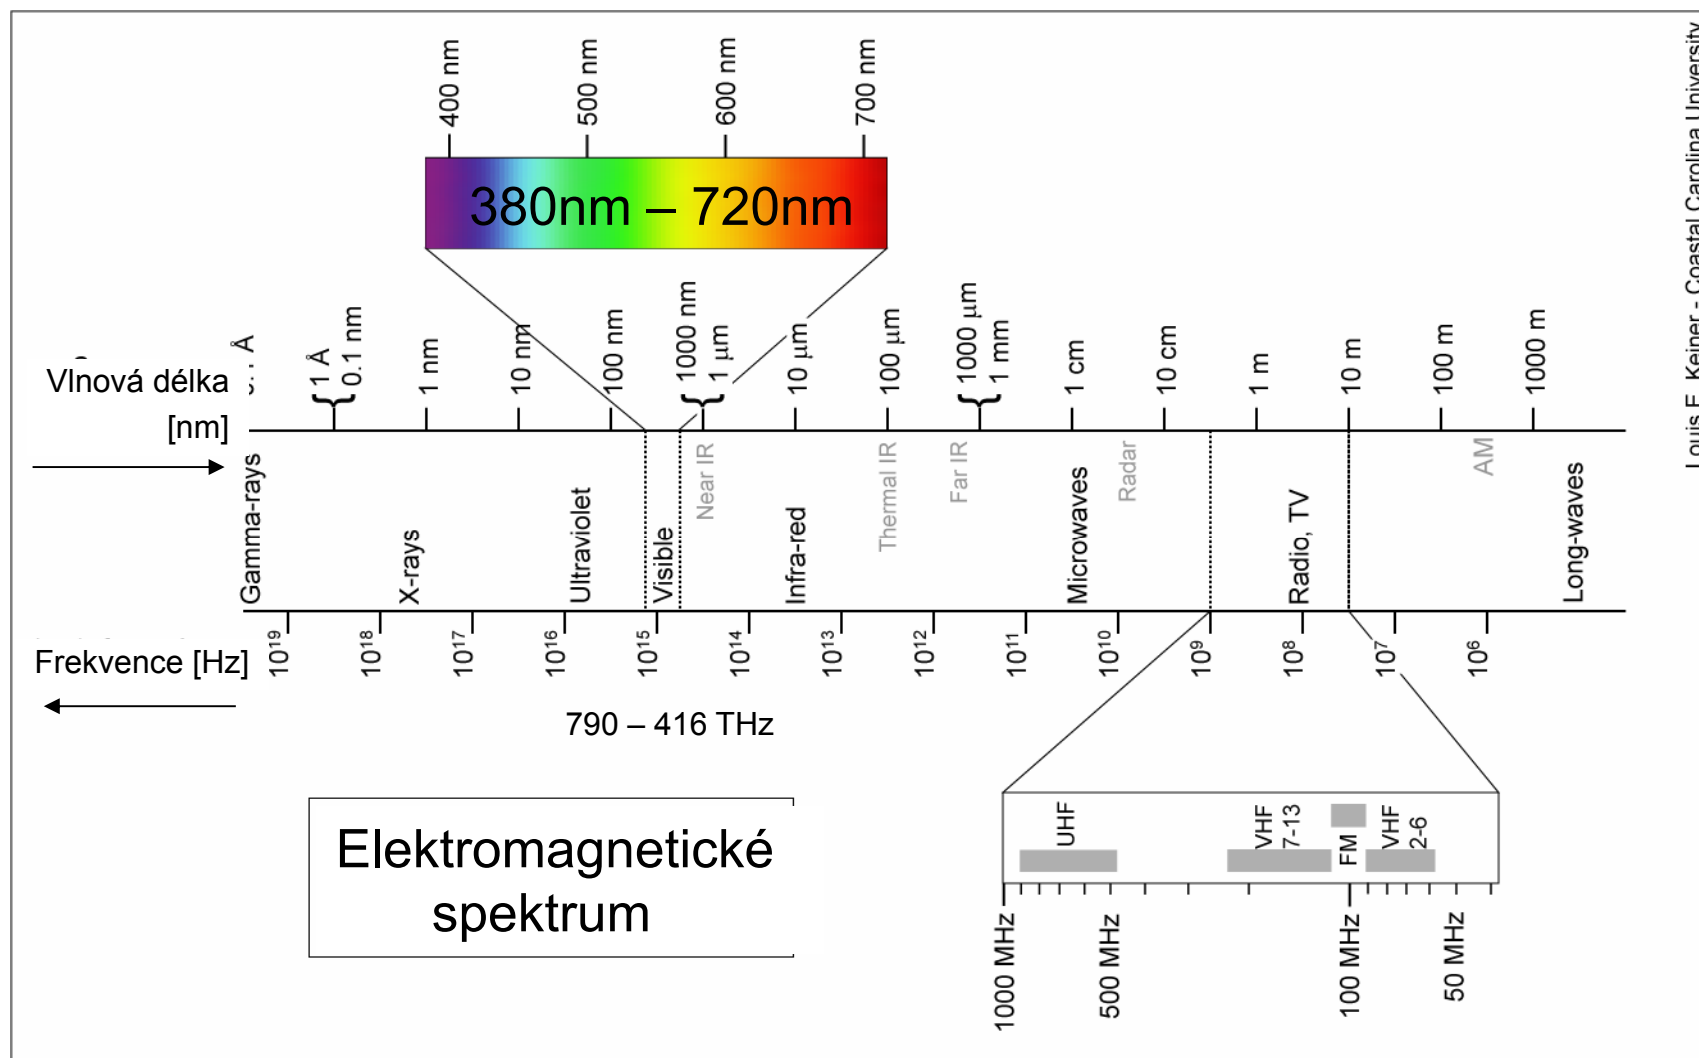 400 nm
500 nm
600 nm
700 nm
380nm – 720nm
Vlnová délka
[nm]
1 Å
0.1 nm
1 nm
10 nm
100 nm
1000 nm
1 µm
10 µm
100 µm
1000 µm
1 mm
1 cm
10 cm
1 m
10 m
100 m
1000 m
Gamma-rays
X-rays
Ultraviolet
Visible
Near IR
Infra-red
Thermal IR
Far IR
Microwaves
Radar
Radio, TV
AM
Long-waves
Frekvence [Hz]
10¹⁹
10¹⁸
10¹⁷
10¹⁶
10¹⁵
10¹⁴
10¹³
10¹²
10¹¹
10¹⁰
10⁹
10⁸
10⁷
10⁶
790 – 416 THz
Elektromagnetické
spektrum
UHF
VHF
7-13
FM
VHF
2-6
1000 MHz
500 MHz
100 MHz
50 MHz
Louis E. Keiner - Coastal Carolina University